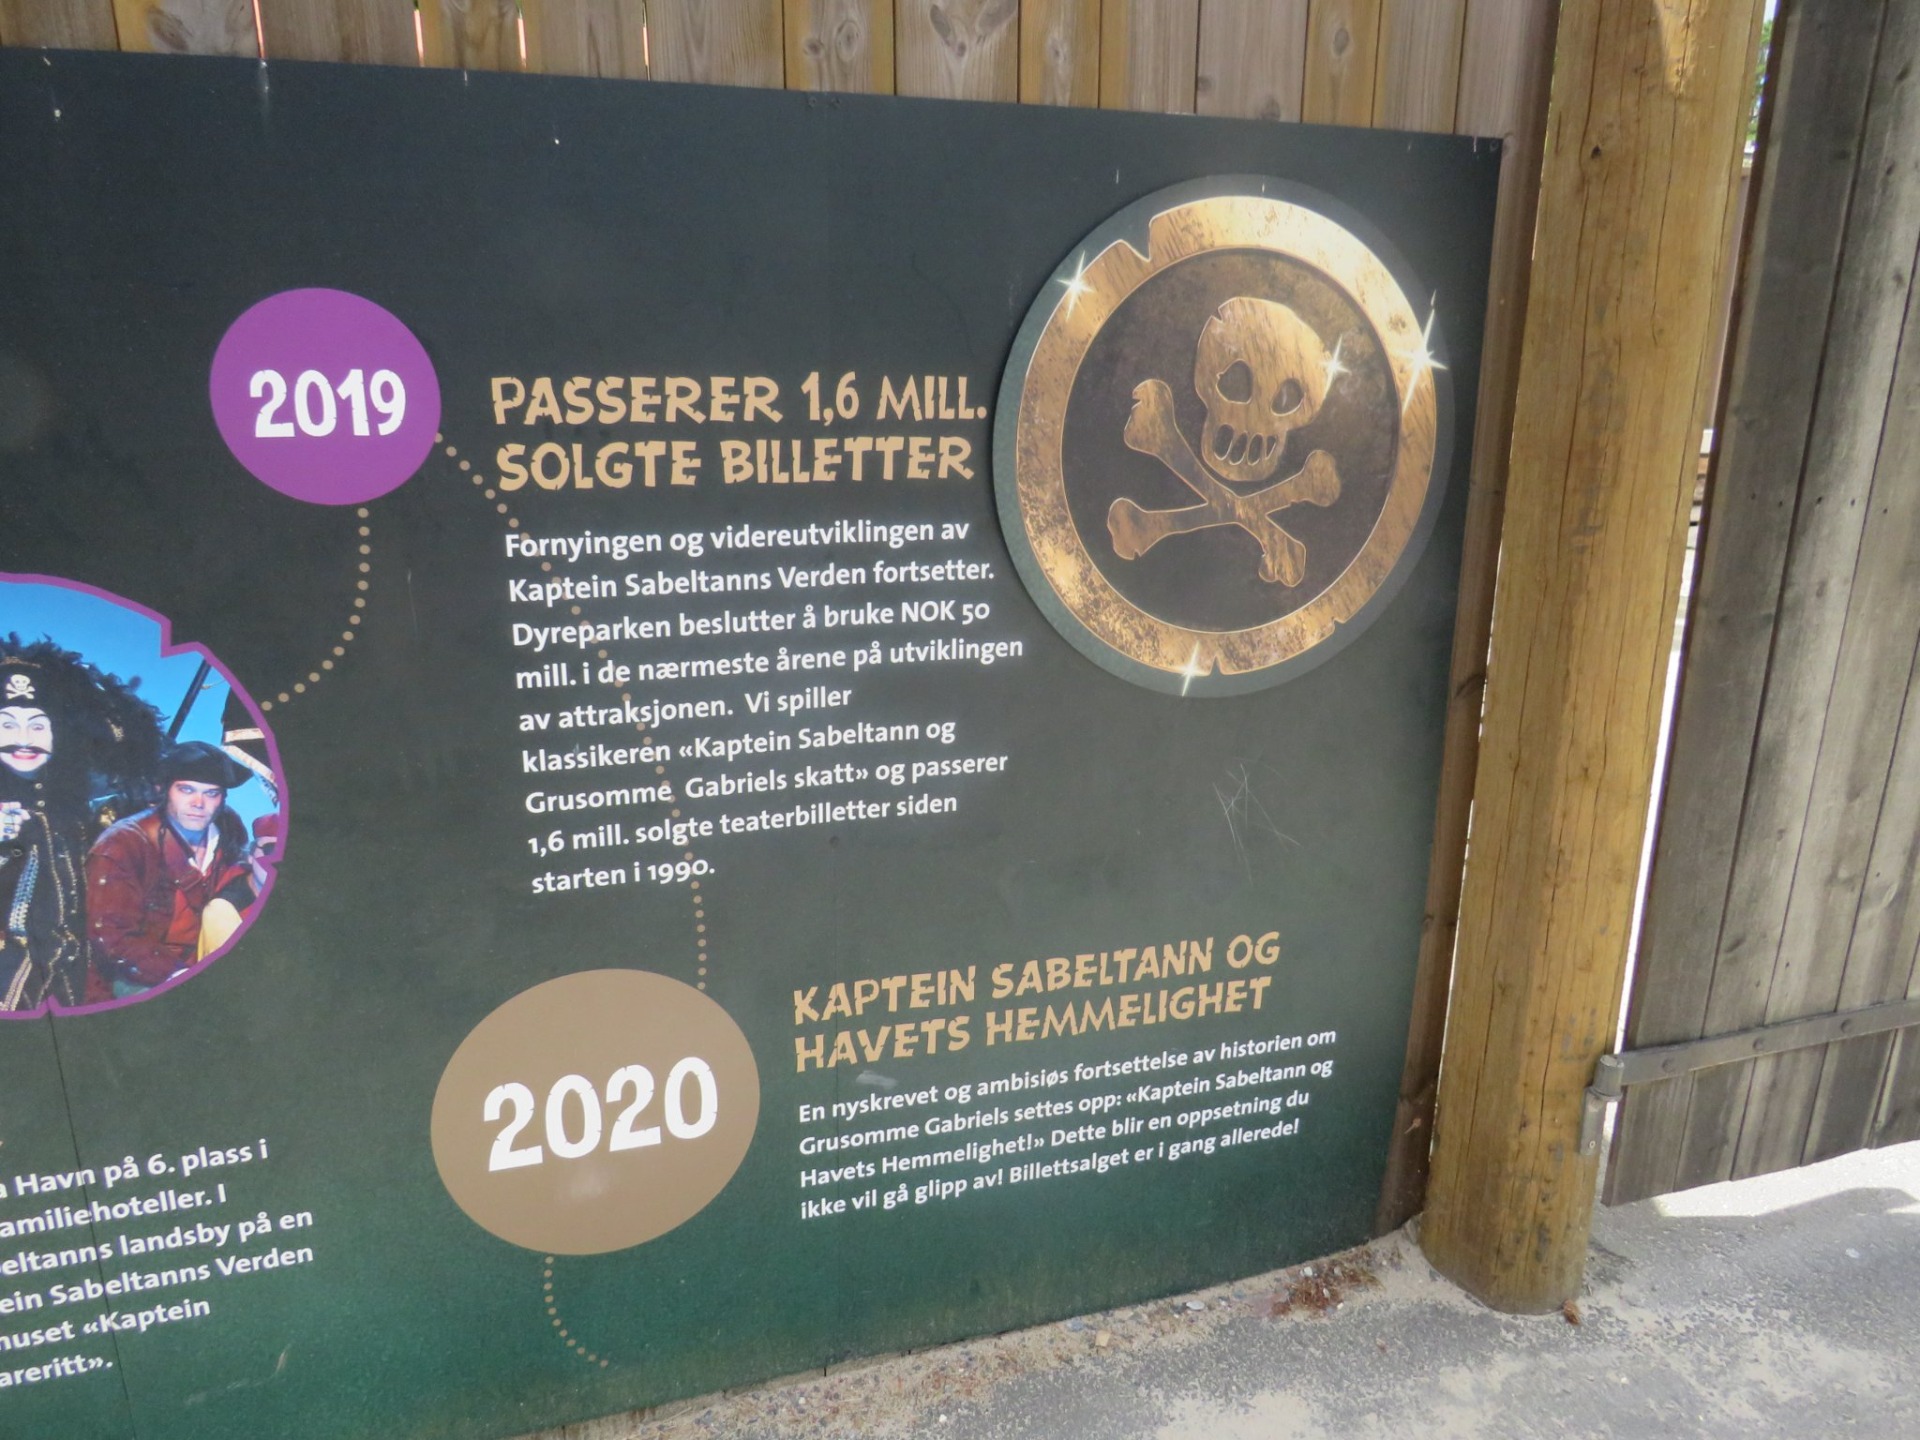 2019
PASSERER 1,6 MILL.
SOLGTE BILLETTER
Fornyingen og videreutviklingen av
Kaptein Sabeltanns Verden fortsetter.
Dyreparken beslutter å bruke NOK 50
mill. i de nærmeste årene på utviklingen
av attraksjonen. Vi spiller
klassikeren «Kaptein Sabeltann og
Grusomme Gabriels skatt» og passerer
1,6 mill. solgte teaterbilletter siden
starten i 1990.
2020
KAPTEIN SABELTANN OG
HAVETS HEMMELIGHET
En nyskrevet og ambisiøs fortsettelse av historien om
Grusomme Gabriels settes opp: «Kaptein Sabeltann og
Havets Hemmelighet!» Dette blir en oppsetning du
ikke vil gå glipp av! Billettsalget er i gang allerede!
Havn på 6. plass i
amiliehoteller. I
eltanns landsby på en
ein Sabeltanns Verden
huset «Kaptein
areritt».